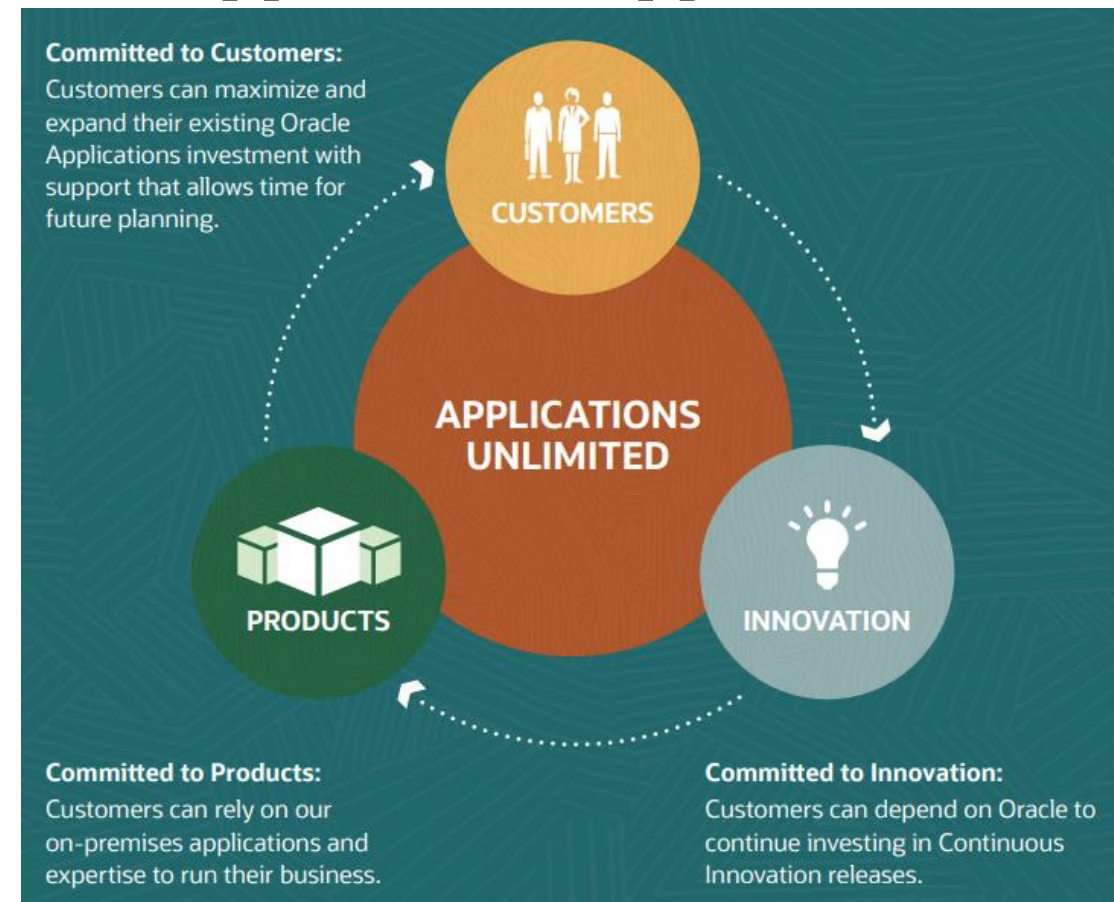 Committed to Customers:
Customers can maximize and
expand their existing Oracle
Applications investment with
support that allows time for
future planning.
CUSTOMERS
APPLICATIONS
UNLIMITED
PRODUCTS
INNOVATION
Committed to Products:
Customers can rely on our
on-premises applications and
expertise to run their business.
Committed to Innovation:
Customers can depend on Oracle to
continue investing in Continuous
Innovation releases.